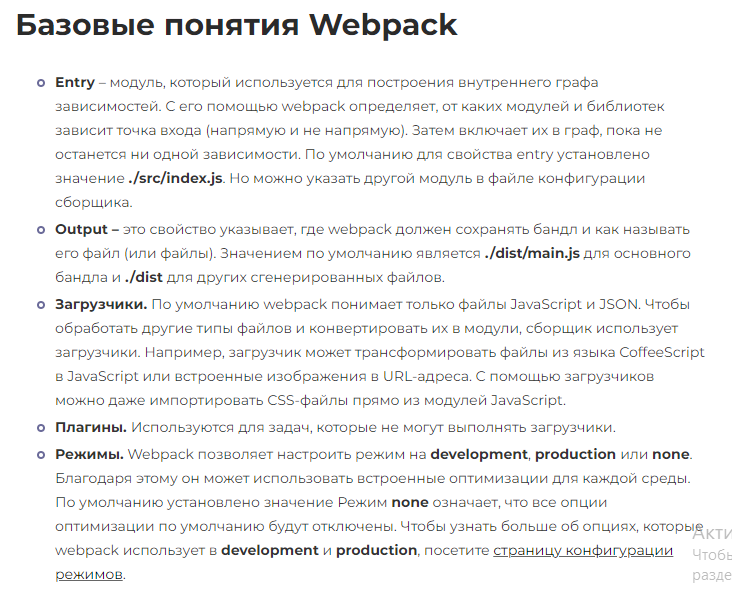 Базовые понятия Webpack
Entry – модуль, который используется для построения внутреннего графа
зависимостей. С его помощью webpack определяет, от каких модулей и библиотек
зависит точка входа (напрямую и не напрямую). Затем включает их в граф, пока не
останется ни одной зависимости. По умолчанию для свойства entry установлено
значение ./src/index.js. Но можно указать другой модуль в файле конфигурации
сборщика.
Output – это свойство указывает, где webpack должен сохранять бандл и как называть
его файл (или файлы). Значением по умолчанию является ./dist/main.js для основного
бандла и ./dist для других сгенерированных файлов.
Загрузчики. По умолчанию webpack понимает только файлы JavaScript и JSON. Чтобы
обработать другие типы файлов и конвертировать их в модули, сборщик использует
загрузчики. Например, загрузчик может трансформировать файлы из языка CoffeeScript
в JavaScript или встроенные изображения в URL-адреса. С помощью загрузчиков
можно даже импортировать CSS-файлы прямо из модулей JavaScript.
Плагины. Используются для задач, которые не могут выполнять загрузчики.
Режимы. Webpack позволяет настроить режим на development, production или none.
Благодаря этому он может использовать встроенные оптимизации для каждой среды.
По умолчанию установлено значение Режим none означает, что все опции
оптимизации по умолчанию будут отключены. Чтобы узнать больше об опциях, которые
webpack использует в development и production, посетите страницу конфигурации
режимов.
Акти
Чтобы
разде